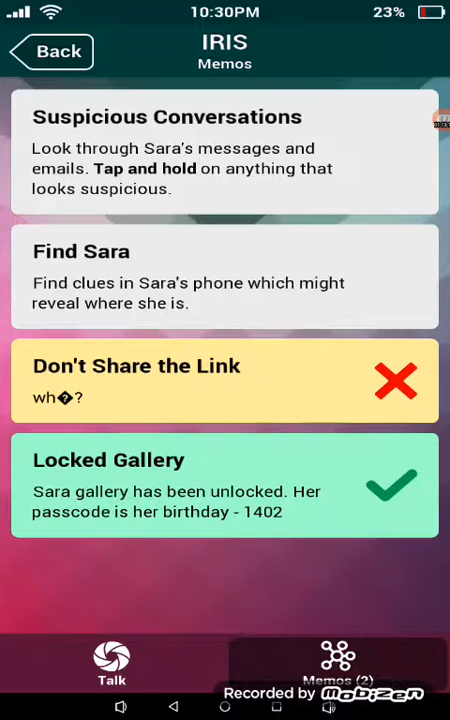 10:30PM
23%
Back
IRIS
Memos
Suspicious Conversations
Look through Sara's messages and
emails. Tap and hold on anything that
looks suspicious.
Find Sara
Find clues in Sara's phone which might
reveal where she is.
Don't Share the Link
wh�?
Locked Gallery
Sara gallery has been unlocked. Her
passcode is her birthday - 1402
Talk
Memos (2)
Recorded by mobizen